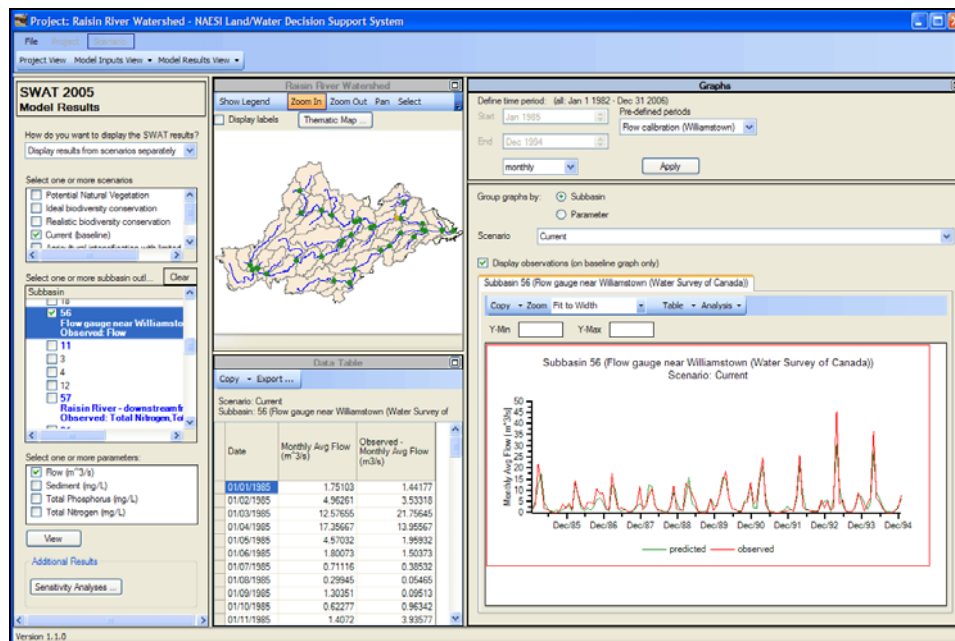 Project: Raisin River Watershed - NAESI Land/Water Decision Support System
File Project Scenario
Project View Model Inputs View Model Results View
SWAT 2005
Model Results
How do you want to display the SWAT results?
Display results from scenarios separately
Select one or more scenarios
Potential Natural Vegetation
Ideal biodiversity conservation
Realistic biodiversity conservation
Current (baseline)
Select one or more subbasin outl... Clear
Subbasin
18
56
Flow gauge near Williamsto
Observed: Flow
11
3
4
12
57
Raisin River - downstream
Observed: Total Nitrogen,
Select one or more parameters:
Flow (m^3/s)
Sediment (mg/L)
Total Phosphorus (mg/L)
Total Nitrogen (mg/L)
View
Additional Results
Sensitivity Analyses ...
Version 1.1.0
Raisin River Watershed
Show Legend Zoom In Zoom Out Pan Select
Display labels Thematic Map ...
Data Table
Copy Export ...
Scenario: Current
Subbasin: 56 (Flow gauge near Williamstown (Water Survey of
Date Monthly Avg Flow (m^3/s) Observed - Monthly Avg Flow (m3/s)
01/01/1985 1.75103 1.44177
01/02/1985 4.96261 3.53318
01/03/1985 12.57655 21.75645
01/04/1985 17.35667 13.95567
01/05/1985 4.57032 1.95932
01/06/1985 1.80073 1.50373
01/07/1985 0.71116 0.38532
01/08/1985 0.29945 0.05465
01/09/1985 1.30351 0.09513
01/10/1985 0.62277 0.96342
01/11/1985 1.4072 3.93577
Graphs
Define time period: (all: Jan 1 1982 - Dec 31 2006)
Start Jan 1985
Pre-defined periods
Flow calibration (Williamstown)
End Dec 1994
monthly Apply
Group graphs by: Subbasin
Parameter
Scenario Current
Display observations (on baseline graph only)
Subbasin 56 (Flow gauge near Williamstown (Water Survey of Canada))
Copy Zoom Fit to Width Table Analysis
Y-Min Y-Max
Subbasin 56 (Flow gauge near Williamstown (Water Survey of Canada))
Scenario: Current
Monthly Avg Flow (m^3/s)
50
45
40
35
30
25
20
15
10
5
0
Dec/85 Dec/86 Dec/87 Dec/88 Dec/89 Dec/90 Dec/91 Dec/92 Dec/93 Dec/94
predicted observed